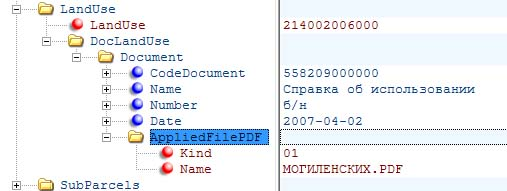 LandUse
LandUse 214002006000
DocLandUse
Document
CodeDocument 558209000000
Name Справка об использовании
Number б/н
Date 2007-04-02
AppliedFilePDF
Kind 01
Name МОГИЛЕНСКИХ.PDF
SubParcels